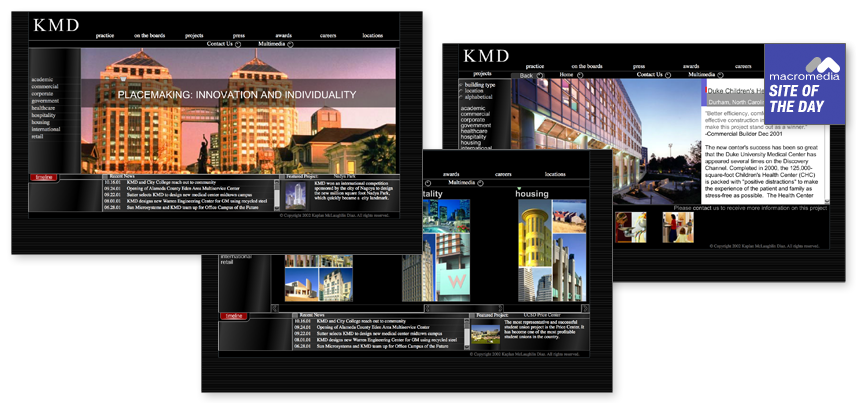 KMD
practice on the boards projects press awards careers locations
Contact Us Multimedia
academic
commercial
corporate
government
healthcare
hospitality
housing
international
retail
PLACEMAKING: INNOVATION AND INDIVIDUALITY
timeline
Recent News
10.16.01 KMD and City College reach out to community
09.24.01 Opening of Alameda County Eden Area Multiservice Center
09.22.01 Sutter selects KMD to design new medical center midtown campus
08.01.01 KMD designs new Warren Engineering Center for GM using recycled steel
06.28.01 Sun Microsystems and KMD team up for Office Campus of the Future
Featured Project: Nadya Park
KMD won an international competition
sponsored by the city of Nagoya to design
the new million square foot Nadya Park,
which quickly became a city landmark.
© Copyright 2002 Kaplan McLaughlin Diaz. All rights reserved.
KMD
practice on the boards press awards careers
projects Back Home Contact Us Multimedia
building type
location
alphabetical
academic
commercial
corporate
government
healthcare
hospitality
housing
international
macromedia
SITE OF
THE DAY
Duke Children's He
Durham, North Carolina
"Better efficiency, comf
effective construction
make this project stand out as a winner."
-Commercial Builder Dec 2001
The new center's success has been so great
that the Duke University Medical Center has
appeared several times on the Discovery
Channel. Completed in 2000, the 125,000-
square-foot Children's Health Center (CHC)
is packed with "positive distractions" to make
the experience of the patient and family as
stress-free as possible. The Health Center
Please contact us to receive more information on this project
© Copyright 2002 Kaplan McLaughlin Diaz. All rights reserved.
awards careers locations
Multimedia
tality housing
W
international
retail
timeline
Recent News
10.16.01 KMD and City College reach out to community
09.24.01 Opening of Alameda County Eden Area Multiservice Center
09.22.01 Sutter selects KMD to design new medical center midtown campus
08.01.01 KMD designs new Warren Engineering Center for GM using recycled steel
06.28.01 Sun Microsystems and KMD team up for Office Campus of the Future
Featured Project: UCSD Price Center
The most representative and successful
student union project is the Price Center. It
has become one of the most profitable
student unions in the country.
© Copyright 2002 Kaplan McLaughlin Diaz. All rights reserved.